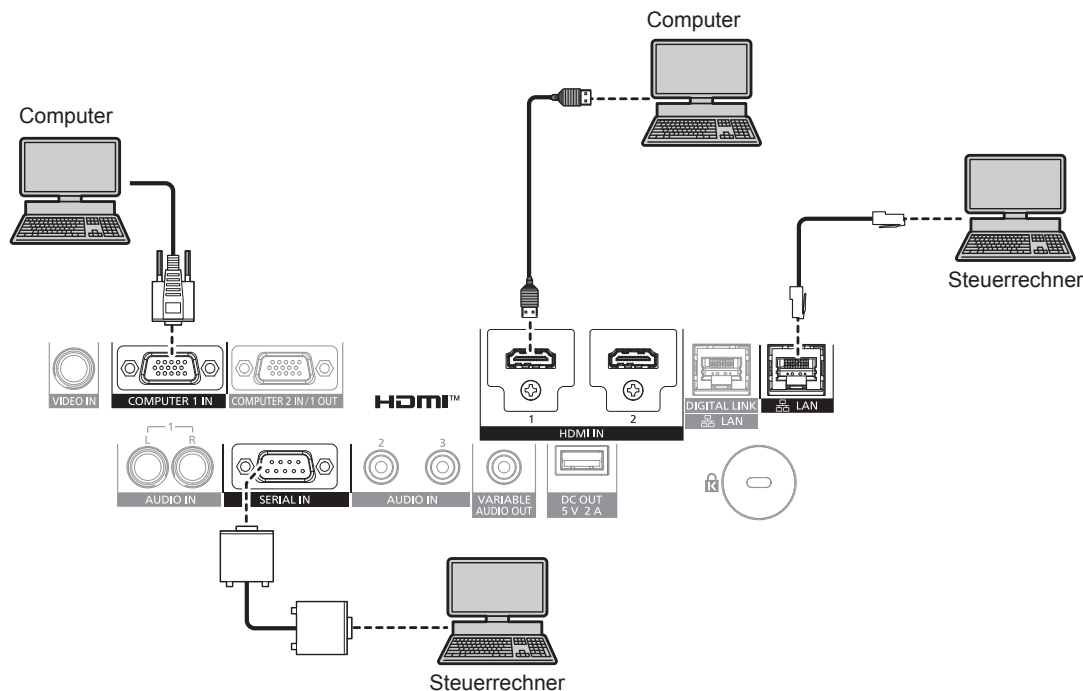 Computer
Computer
Steuerrechner
VIDEO IN
COMPUTER 1 IN
COMPUTER 2 IN/1 OUT
HDMI™
1
2
HDMI IN
DIGITAL LINK
LAN
LAN
1
L
R
AUDIO IN
SERIAL IN
2
3
AUDIO IN
VARIABLE
AUDIO OUT
DC OUT
5 V 2 A
K
Steuerrechner